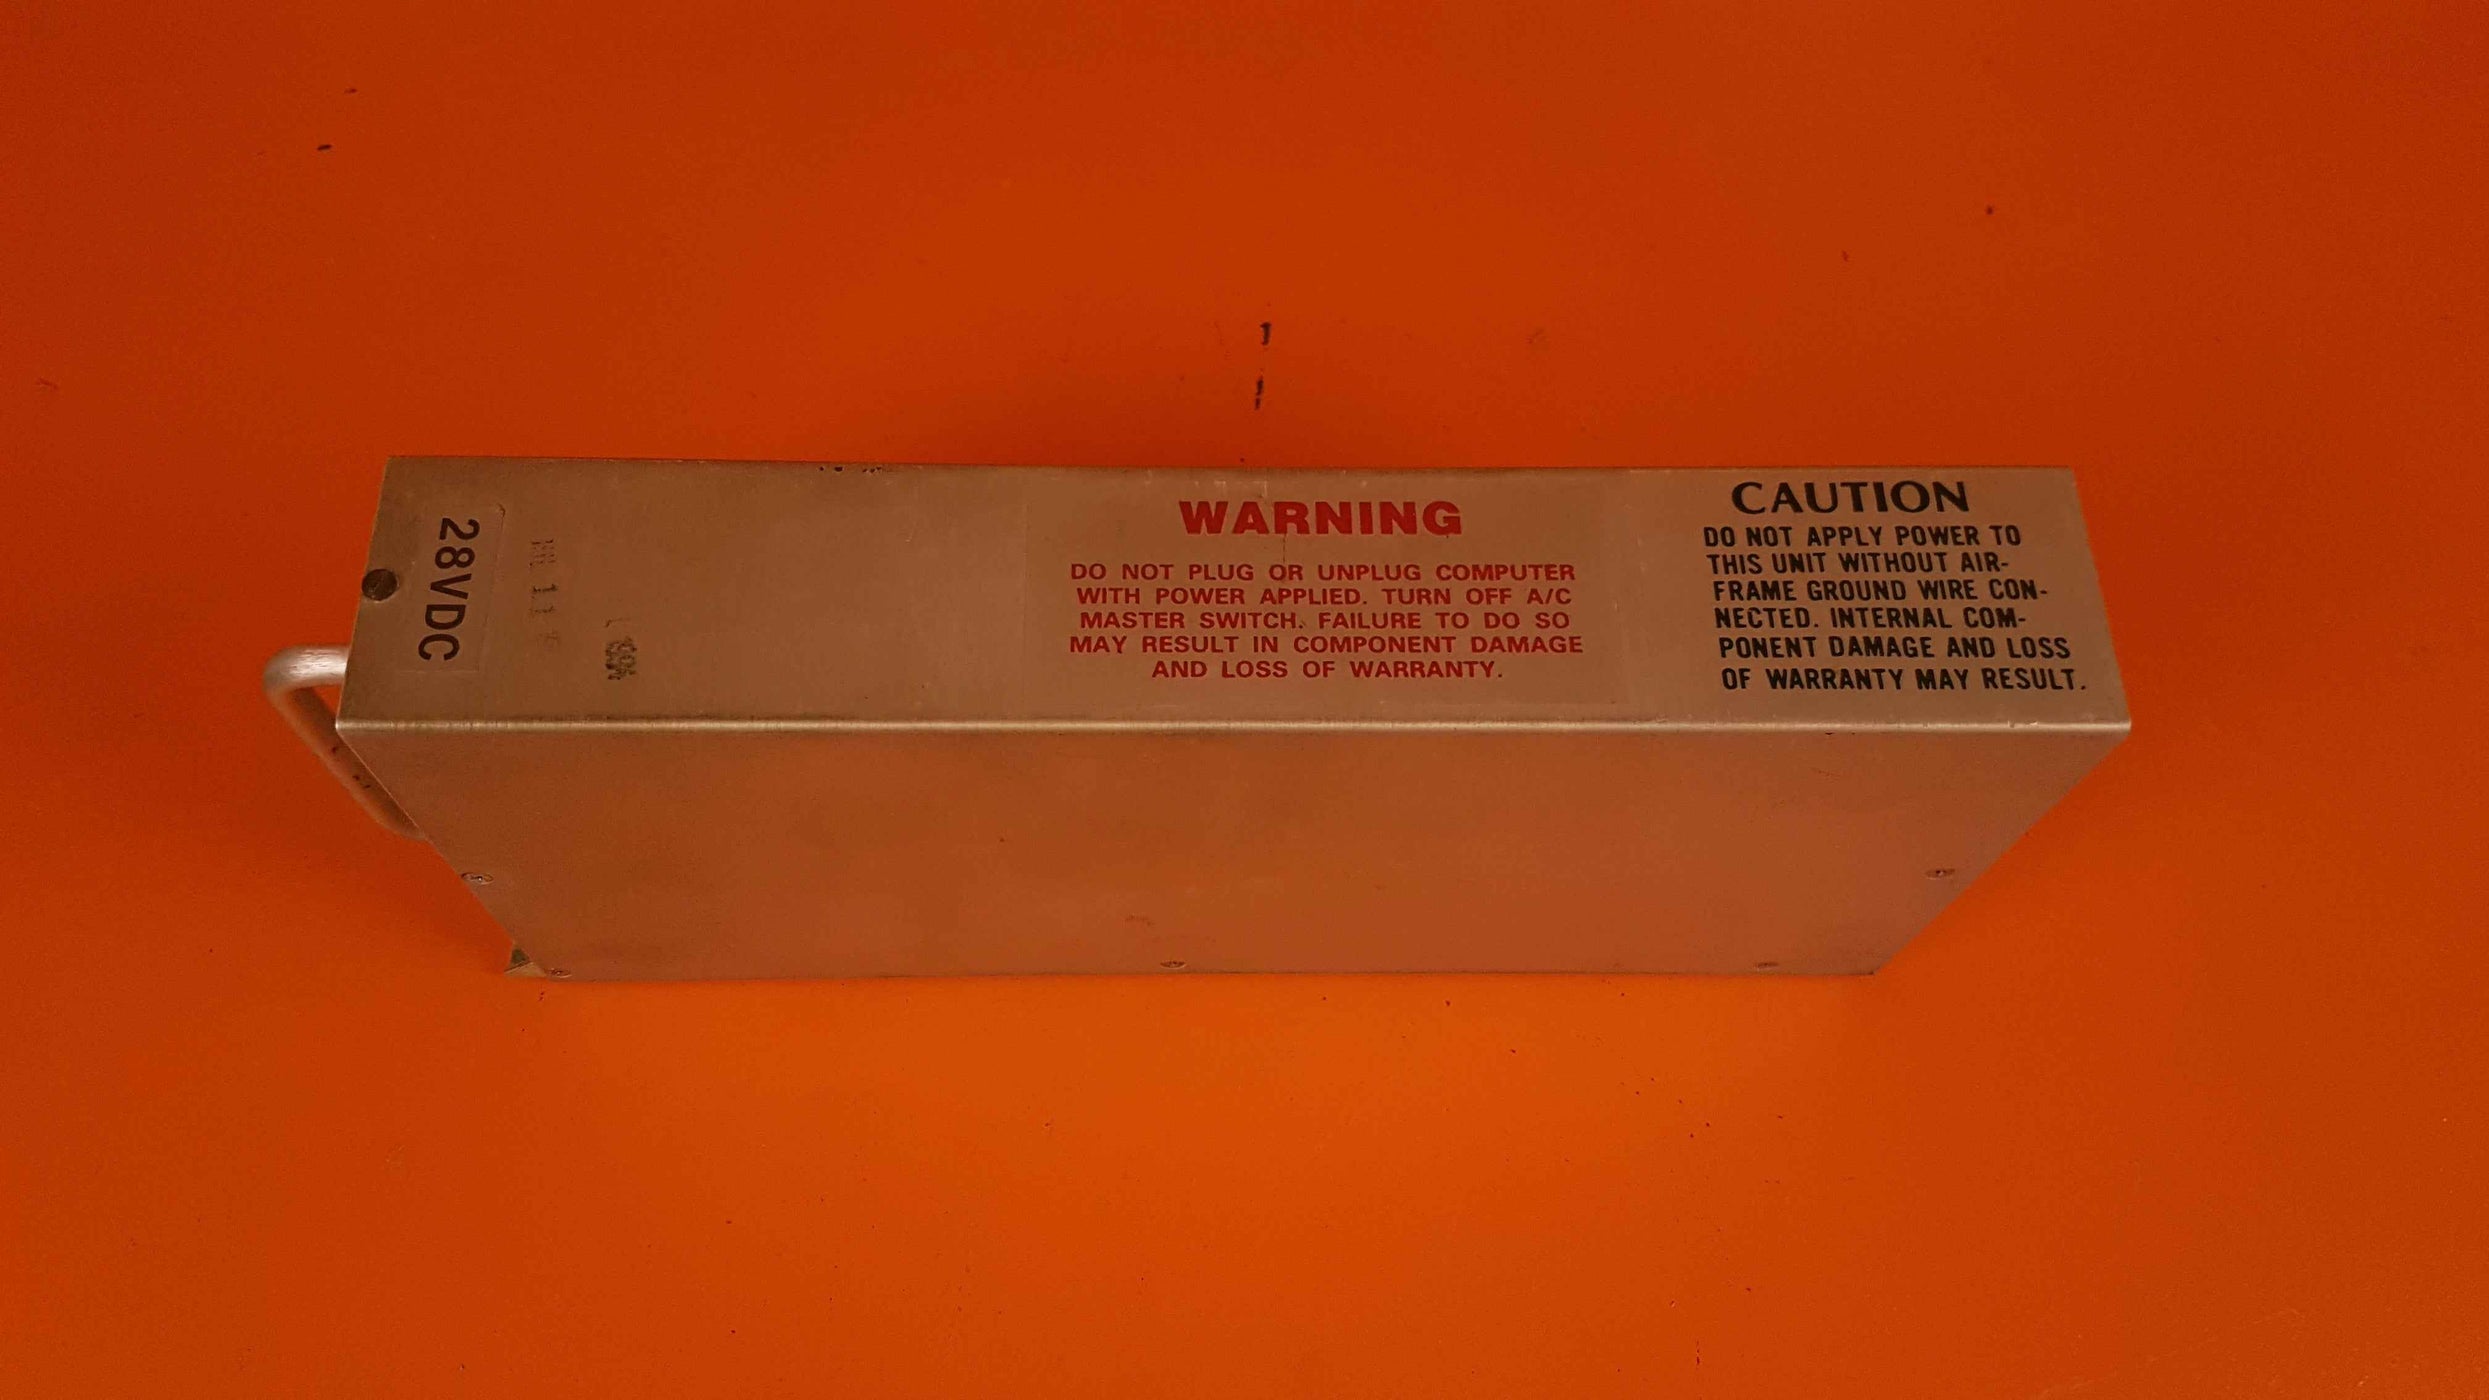 28VDC
WARNING
DO NOT PLUG OR UNPLUG COMPUTER
WITH POWER APPLIED. TURN OFF A/C
MASTER SWITCH. FAILURE TO DO SO
MAY RESULT IN COMPONENT DAMAGE
AND LOSS OF WARRANTY.
CAUTION
DO NOT APPLY POWER TO
THIS UNIT WITHOUT AIR-
FRAME GROUND WIRE CON-
NECTED. INTERNAL COM-
PONENT DAMAGE AND LOSS
OF WARRANTY MAY RESULT.